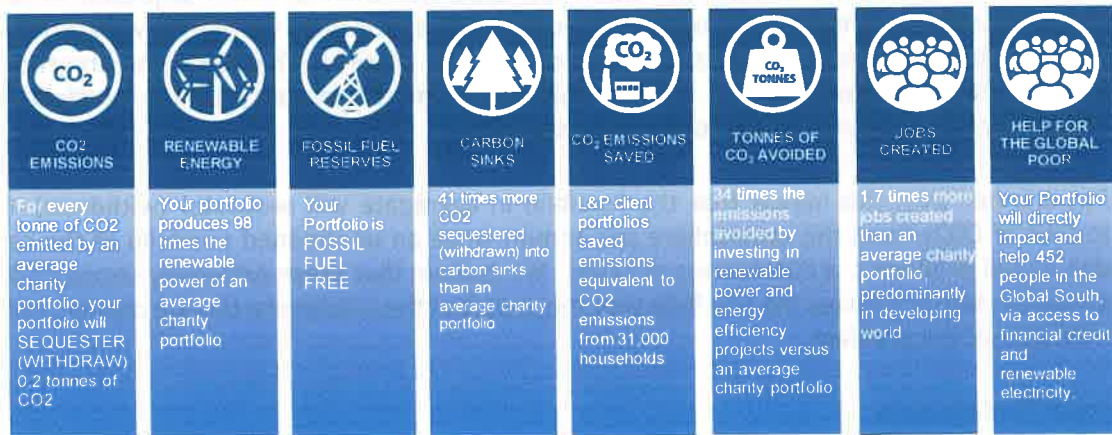 CO₂
CO2
EMISSIONS
For every
tonne of CO2
emitted by an
average
charity
portfolio, your
portfolio will
SEQUESTER
(WITHDRAW)
0.2 tonnes of
CO2
RENEWABLE
ENERGY
Your portfolio
produces 98
times the
renewable
power of an
average
charity
portfolio
FOSSIL FUEL
RESERVES
Your
Portfolio is
FOSSIL
FUEL
FREE
CARBON
SINKS
41 times more
CO2
sequestered
(withdrawn) into
carbon sinks
than an
average charity
portfolio
CO₂
CO₂ EMISSIONS
SAVED
L&P client
portfolios
saved
emissions
equivalent to
CO2
emissions
from 31,000
households
CO₂
TONNES
TONNES OF
CO₂ AVOIDED
34 times the
emissions
avoided by
investing in
renewable
power and
energy
efficiency
projects versus
an average
charity portfolio
JOBS
CREATED
1.7 times more
jobs created
than an
average charity
portfolio,
predominantly
in developing
world
HELP FOR
THE GLOBAL
POOR
Your Portfolio
will directly
impact and
help 452
people in the
Global South,
via access to
financial credit
and
renewable
electricity.